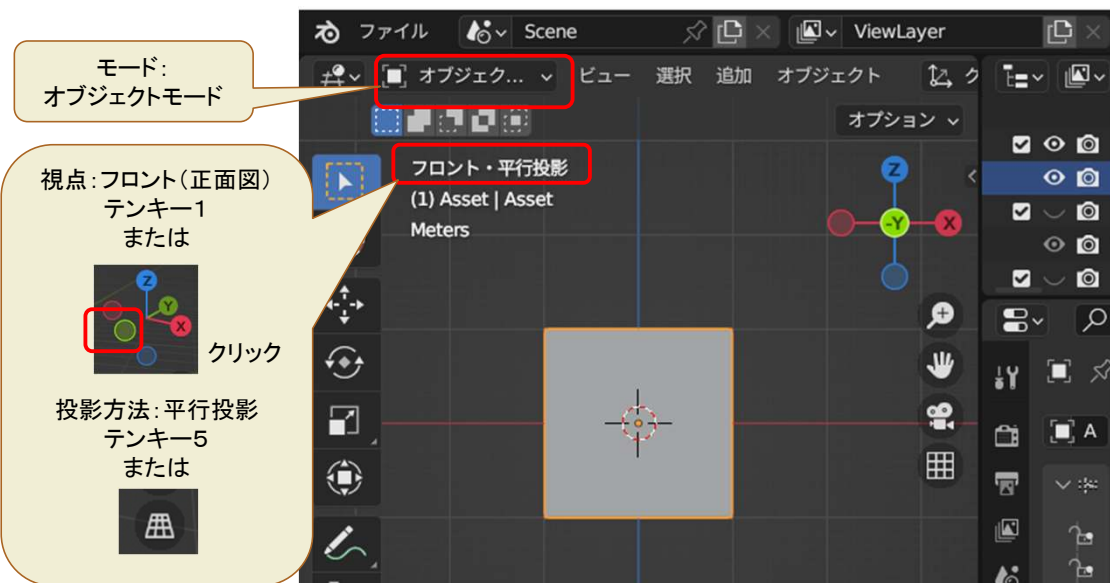 モード:
オブジェクトモード
視点:フロント(正面図)
テンキー1
または
Z
Y
X
クリック
投影方法:平行投影
テンキー5
または
ファイル
Scene
ViewLayer
オブジェク...
ビュー
選択
追加
オブジェクト
ク
オプション
フロント・平行投影
(1) Asset | Asset
Meters
Z
-Y
X
A